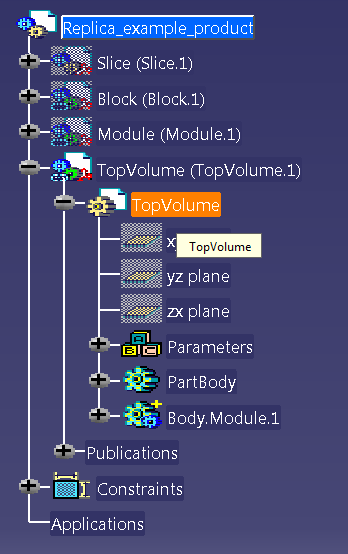 Replica_example_product
Slice (Slice.1)
Block (Block.1)
Module (Module.1)
TopVolume (TopVolume.1)
TopVolume
TopVolume
yz plane
zx plane
Parameters
PartBody
Body.Module.1
Publications
Constraints
Applications